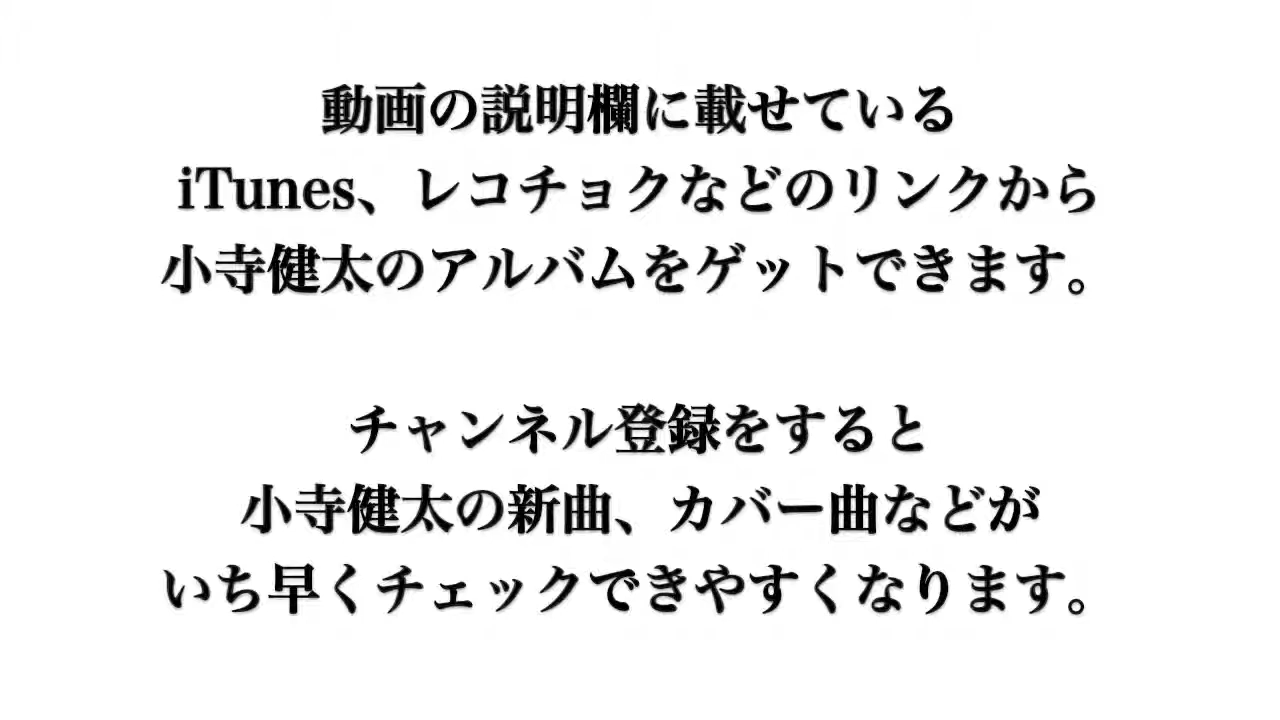 動画の説明欄に載せている
iTunes、レコチョクなどのリンクから
小寺健太のアルバムをゲットできます。
チャンネル登録をすると
小寺健太の新曲、カバー曲などが
いち早くチェックできやすくなります。